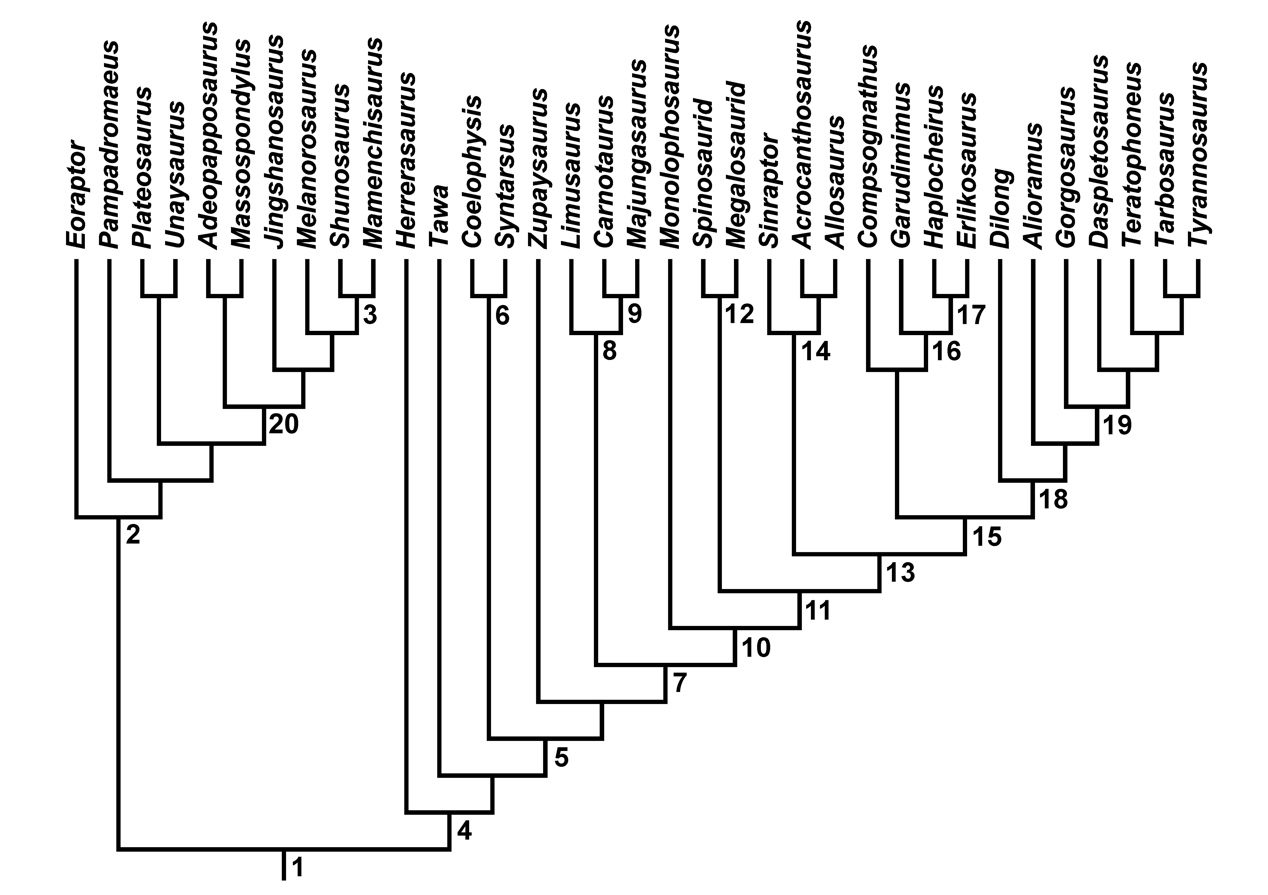 Eoraptor
Pampadromaeus
Plateosaurus
Unaysaurus
Adeopapposaurus
Massospondylus
Jingshanosaurus
Melanorosaurus
Shunosaurus
Mamenchisaurus
Herrerasaurus
Tawa
Coelophysis
Syntarsus
Zupaysaurus
Limusaurus
Carnotaurus
Majungasaurus
Monolophosaurus
Spinosaurid
Megalosaurid
Sinraptor
Acrocanthosaurus
Allosaurus
Compsognathus
Garudimimus
Haplocheirus
Erlikosaurus
Dilong
Alioramus
Gorgosaurus
Daspletosaurus
Teratophoneus
Tarbosaurus
Tyrannosaurus
3
6
9
12
17
8
14
16
20
19
18
2
15
13
11
10
7
5
4
1